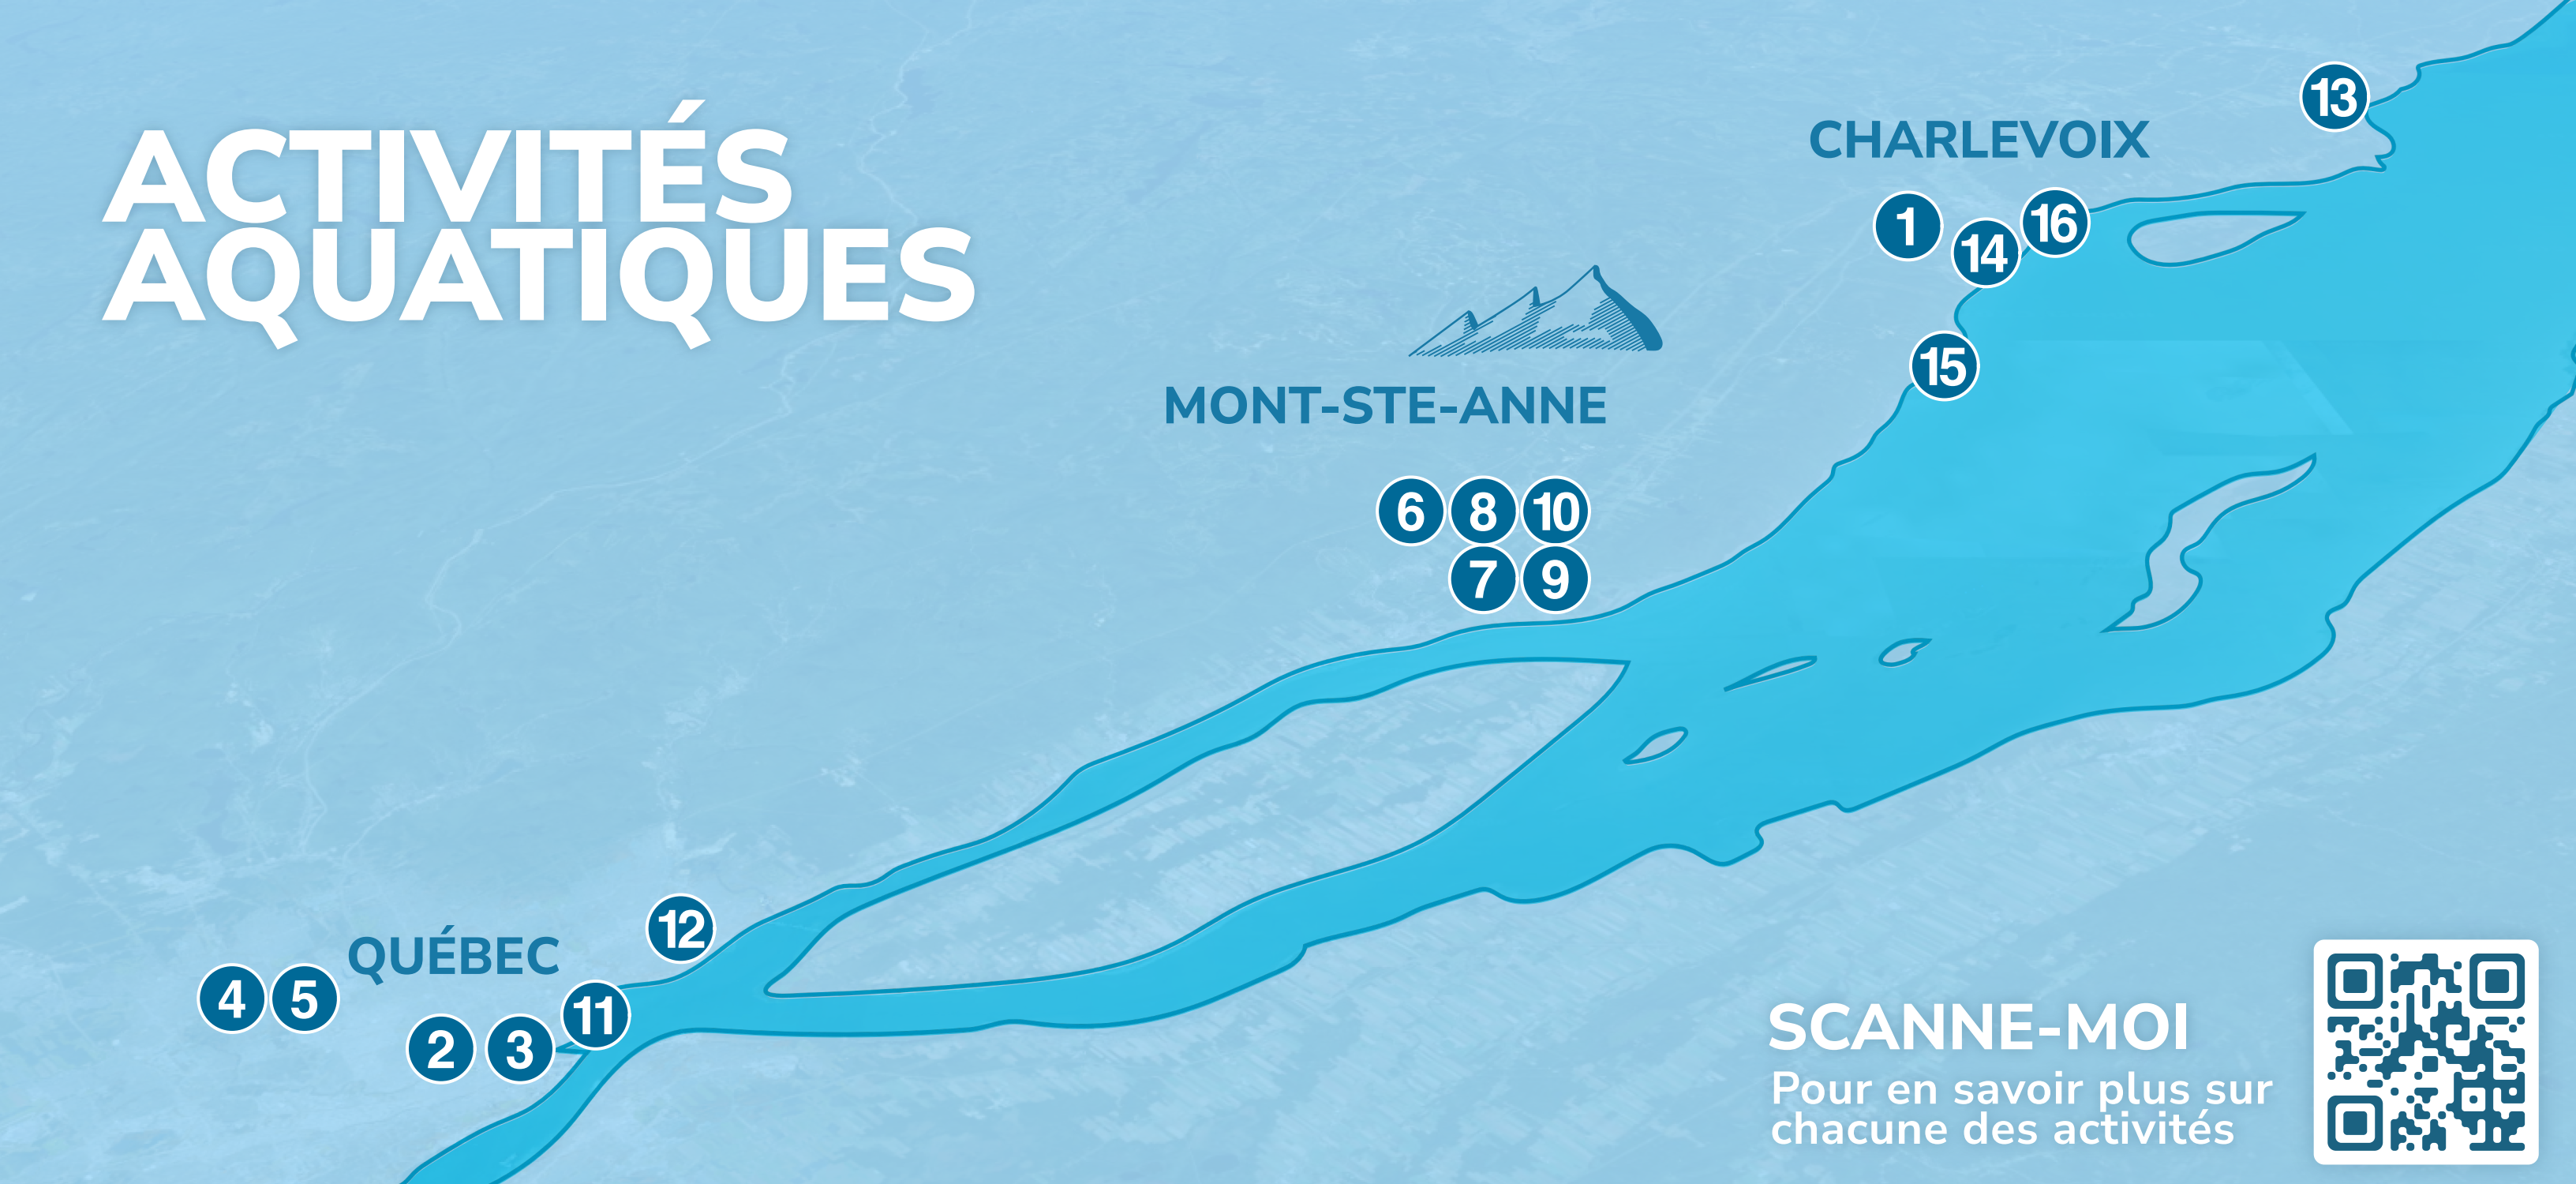 ACTIVITÉS
AQUATIQUES
13
CHARLEVOIX
1
14
16
15
MONT-STE-ANNE
6 8 10
7 9
12
QUÉBEC
4 5
11
2 3
SCANNE-MOI
Pour en savoir plus sur
chacune des activités